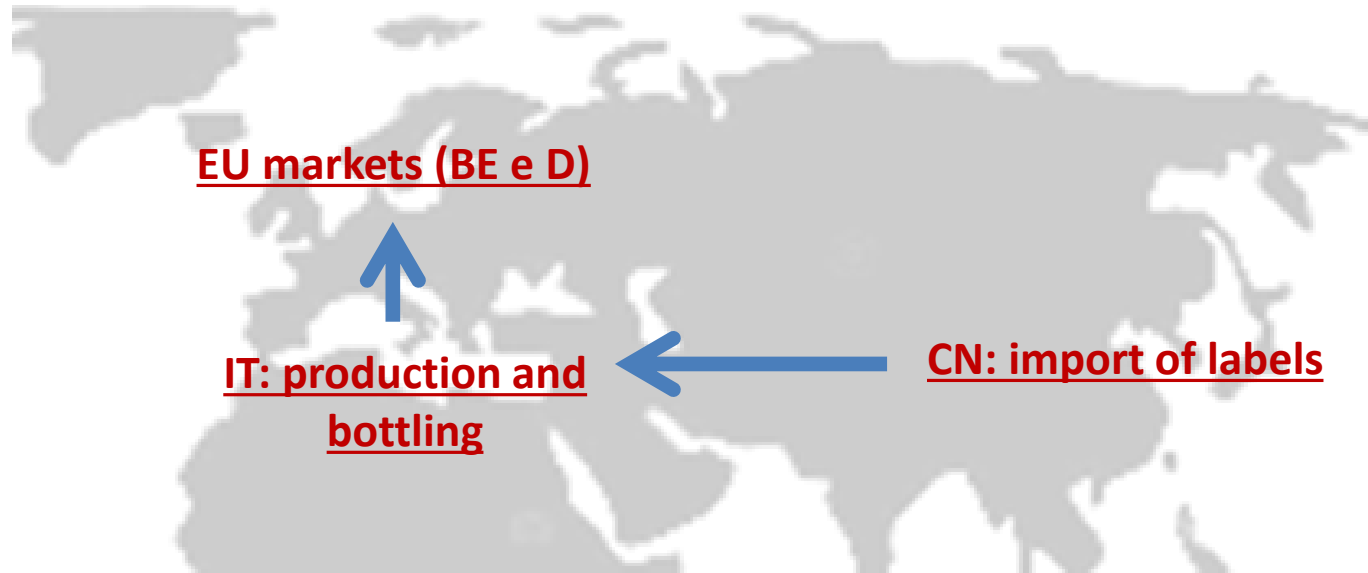 EU markets (BE e D)
IT: production and
bottling
CN: import of labels